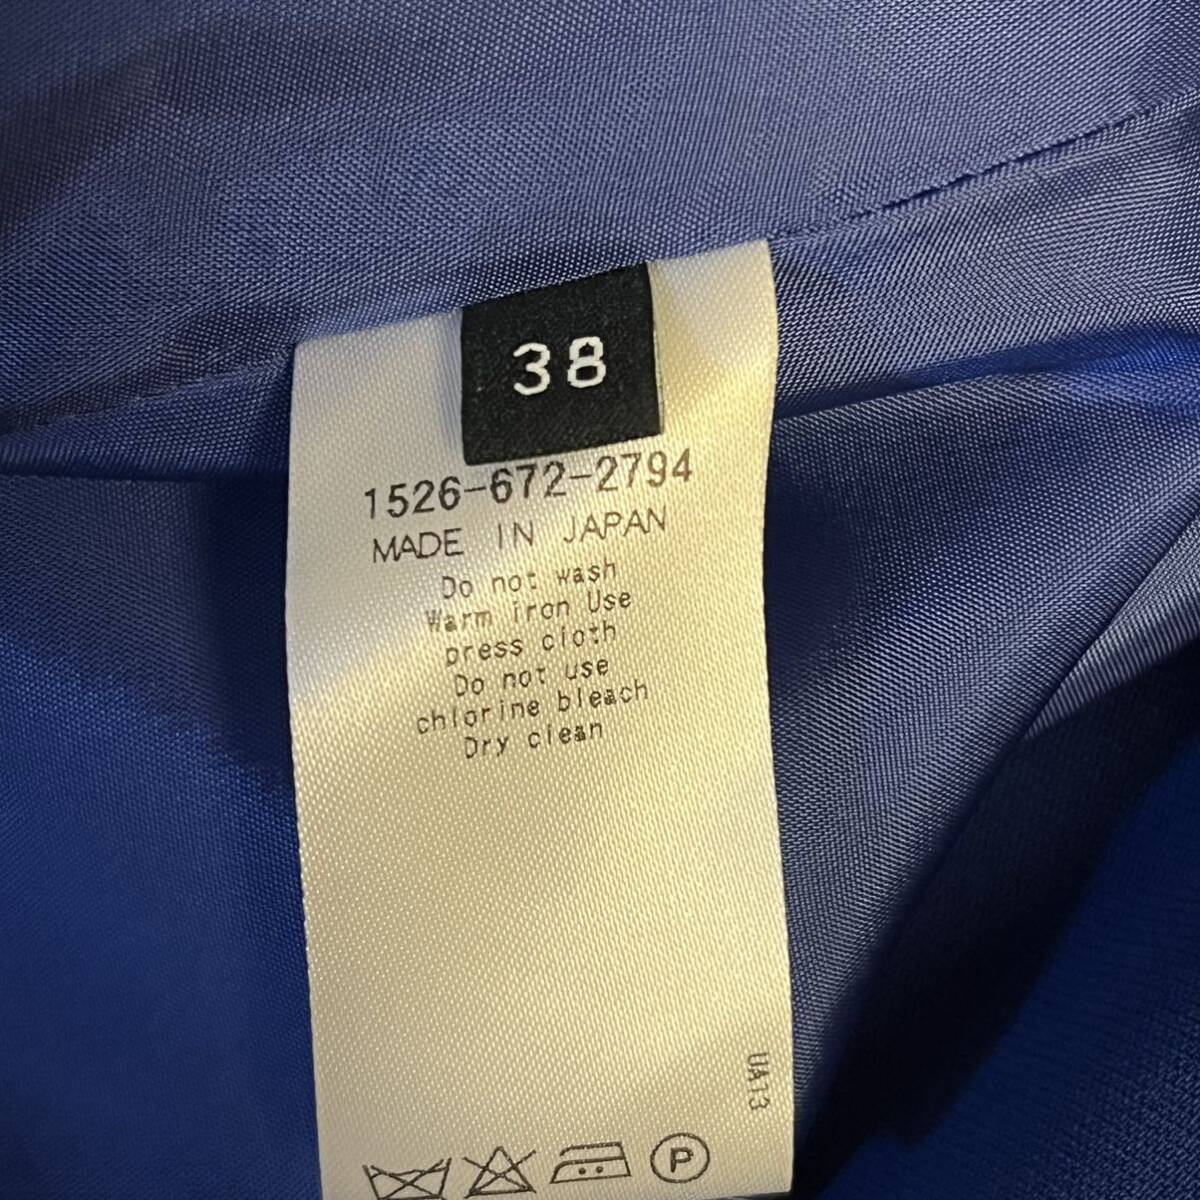 38
1526-672-2794
MADE IN JAPAN
Do not wash
Warm iron Use
press cloth
Do not use
chlorine bleach
Dry clean
UA13
P